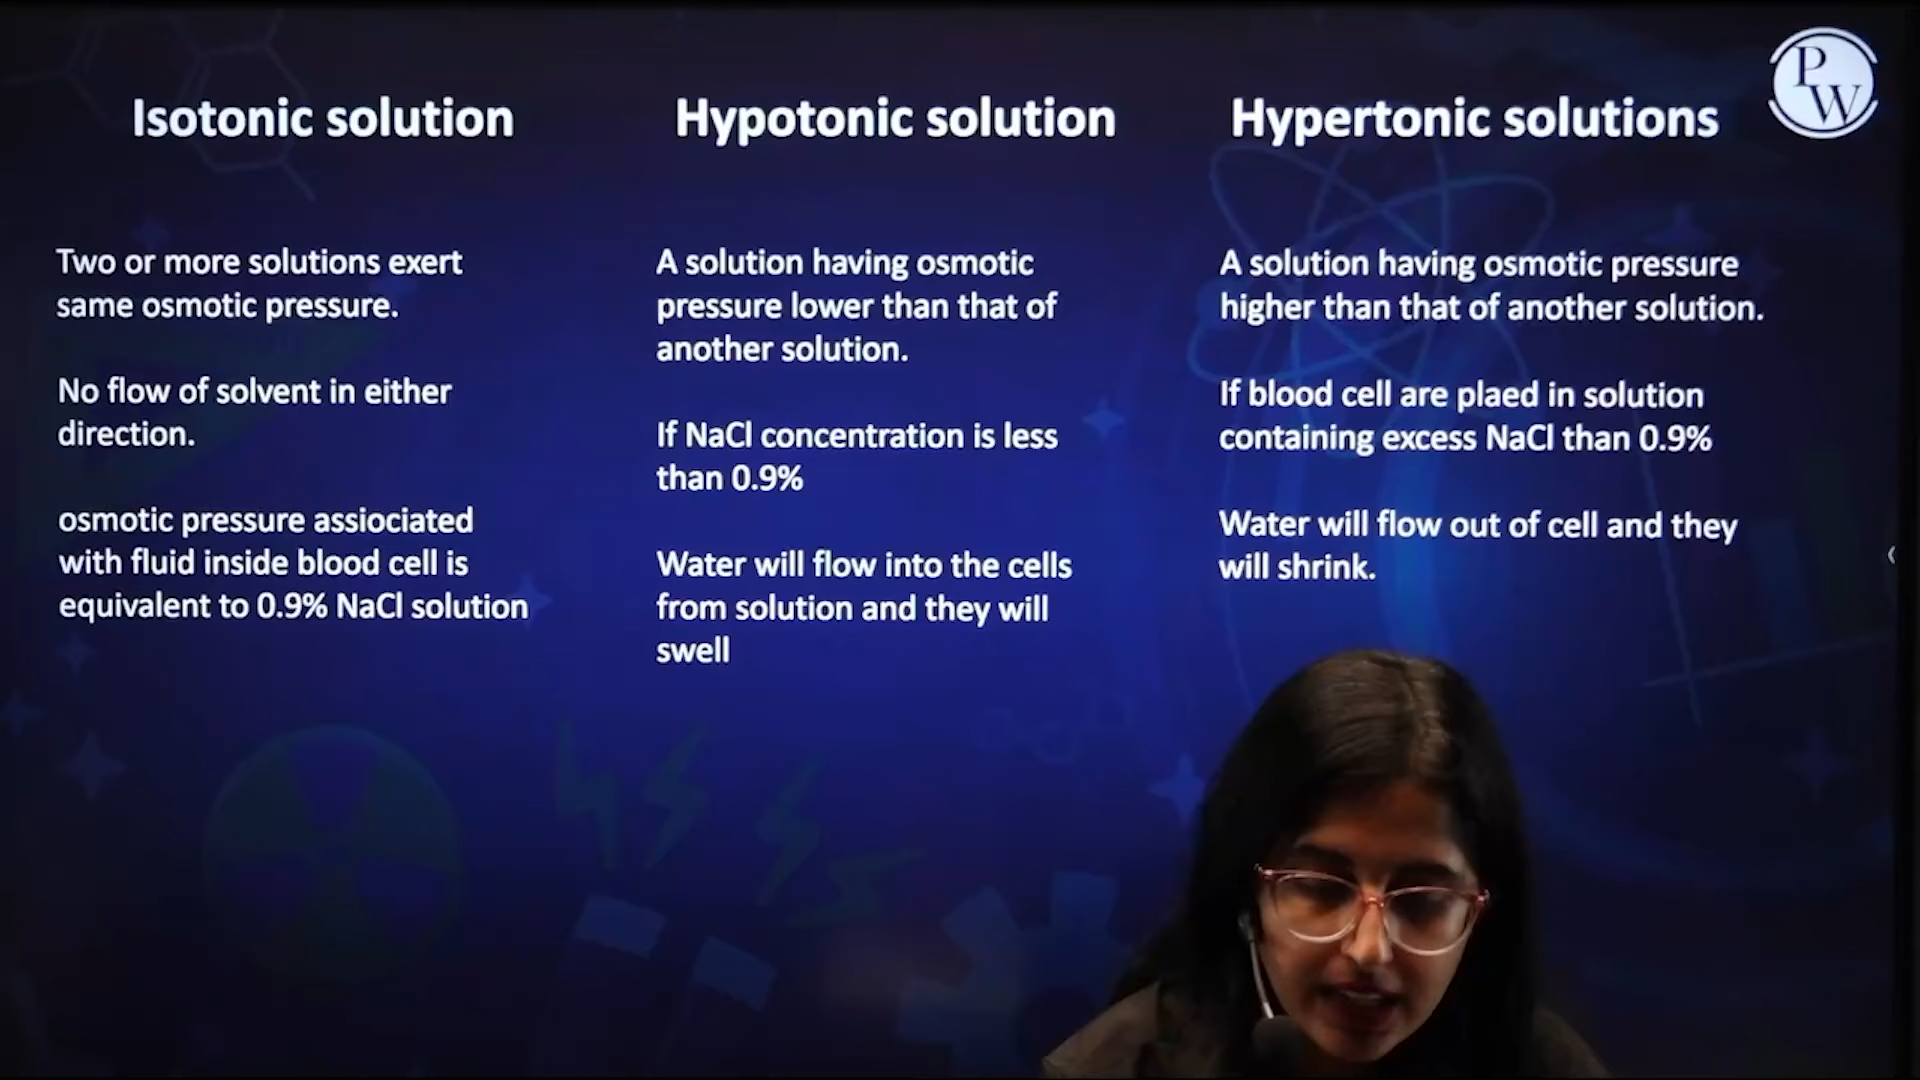 Isotonic solution
Two or more solutions exert
same osmotic pressure.
No flow of solvent in either
direction.
osmotic pressure assiociated
with fluid inside blood cell is
equivalent to 0.9% NaCl solution
Hypotonic solution
A solution having osmotic
pressure lower than that of
another solution.
If NaCl concentration is less
than 0.9%
Water will flow into the cells
from solution and they will
swell
Hypertonic solutions
A solution having osmotic pressure
higher than that of another solution.
If blood cell are plaed in solution
containing excess NaCl than 0.9%
Water will flow out of cell and they
will shrink.
PW